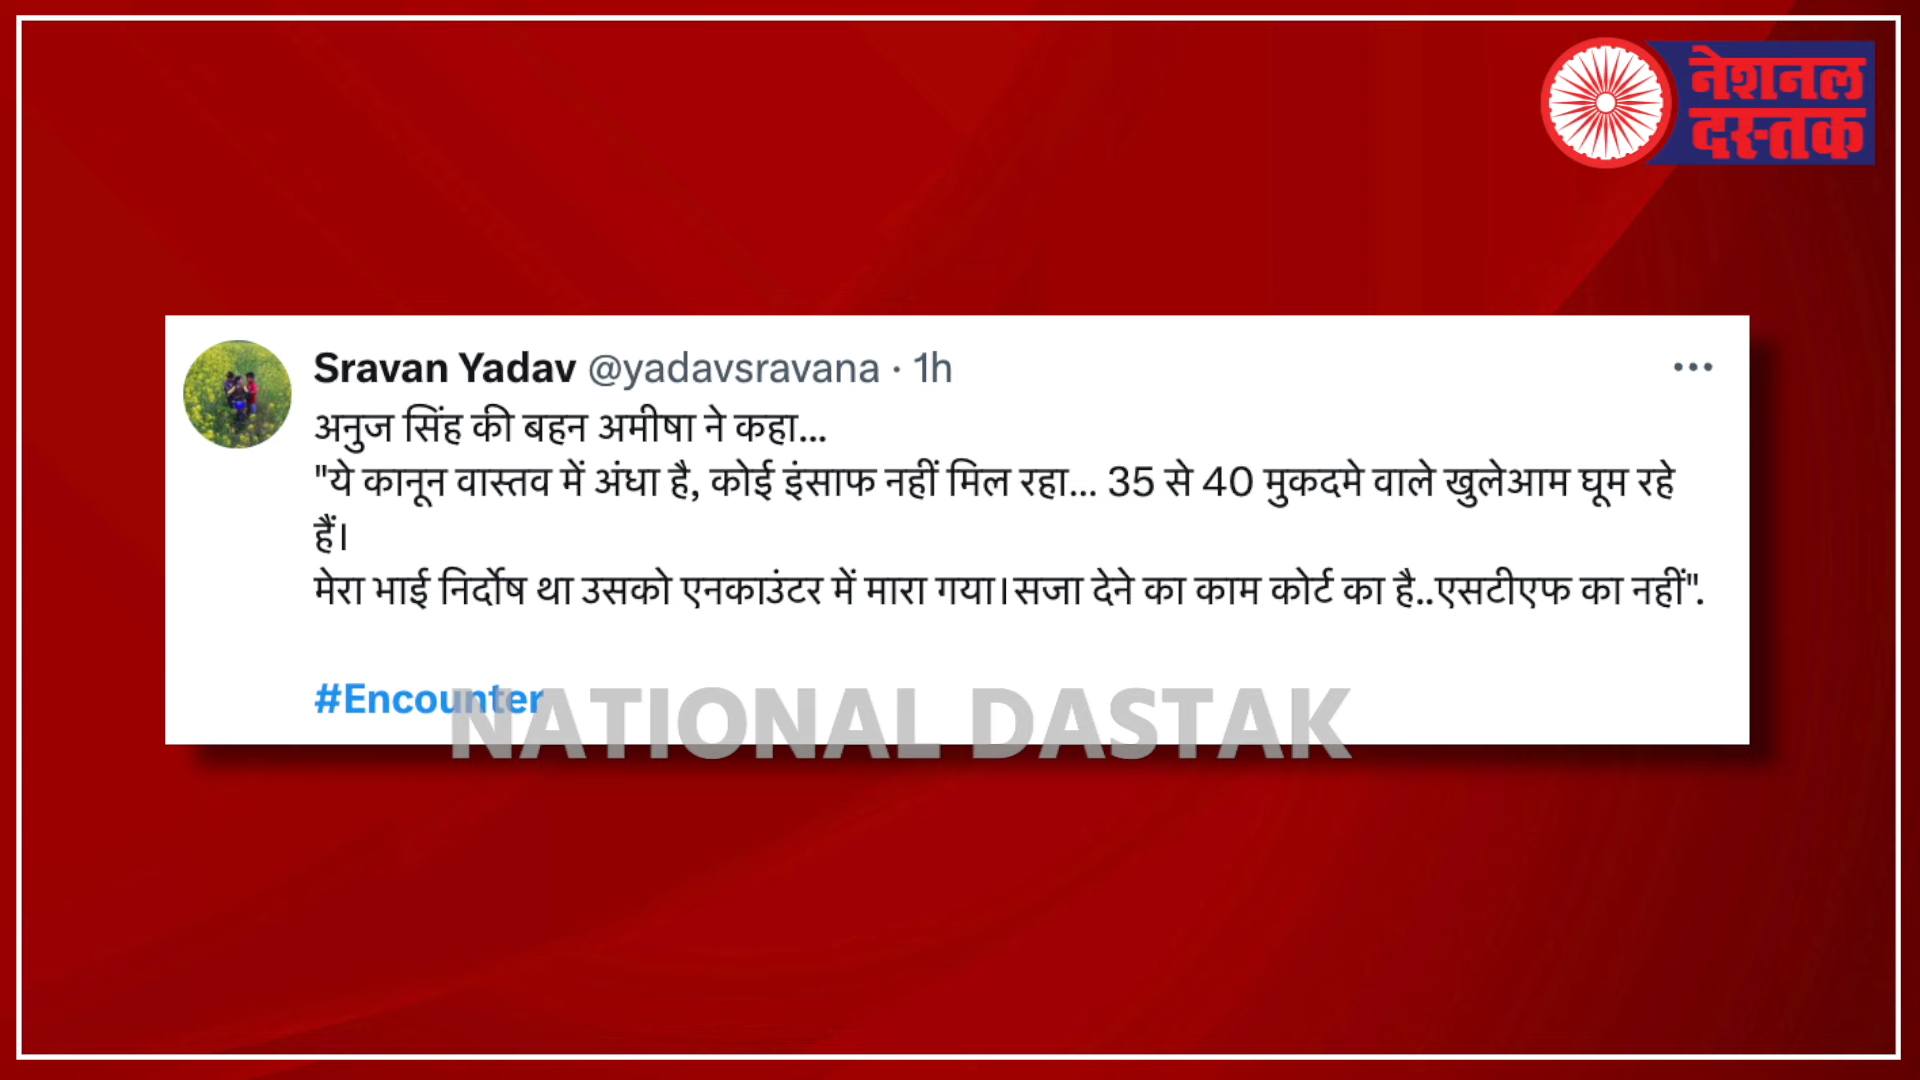 नेशनल
दस्तक
Sravan Yadav @yadavsravana · 1h
अनुज सिंह की बहन अमीषा ने कहा...
"ये कानून वास्तव में अंधा है, कोई इंसाफ नहीं मिल रहा... 35 से 40 मुकदमे वाले खुलेआम घूम रहे
हैं।
मेरा भाई निर्दोष था उसको एनकाउंटर में मारा गया।सजा देने का काम कोर्ट का है..एसटीएफ का नहीं".
#Encounter
NATIONAL DASTAK